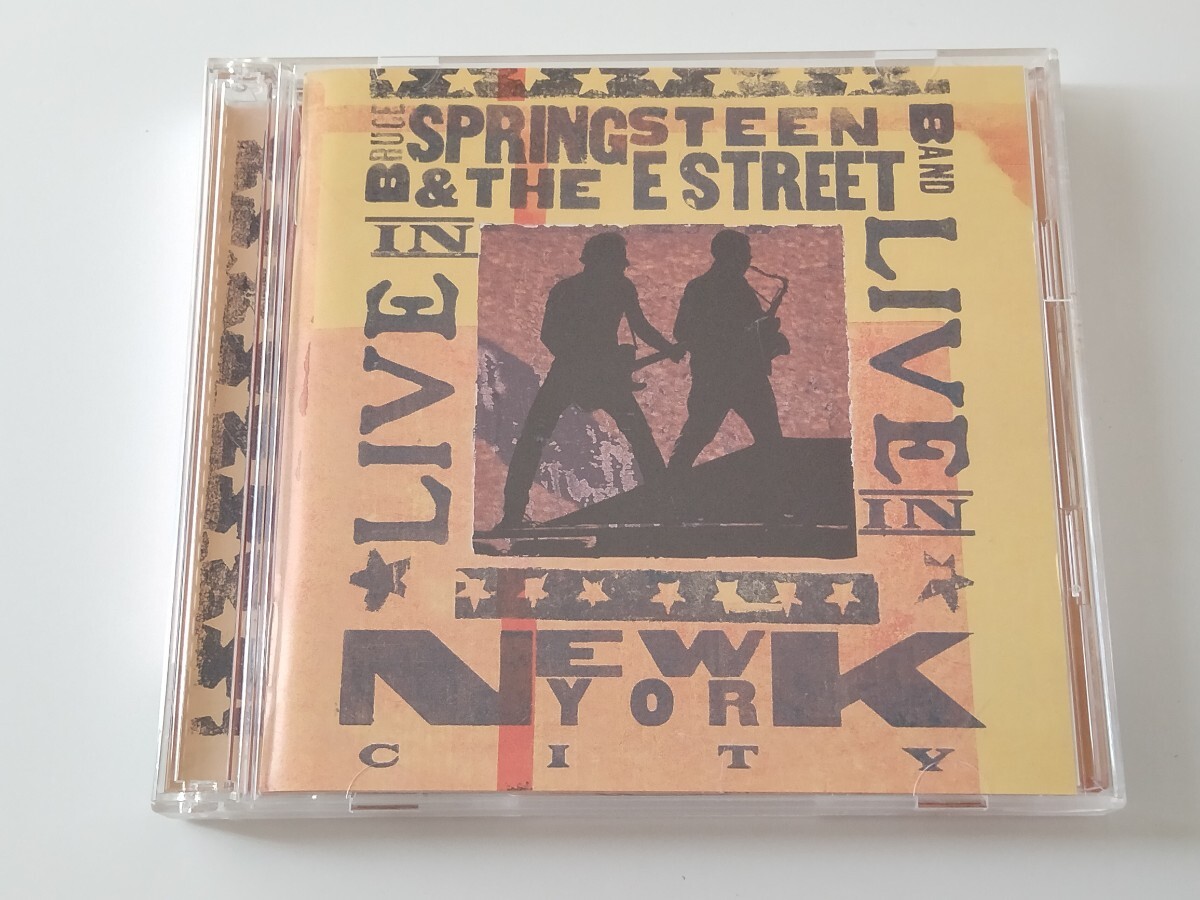 BRUCE SPRINGSTEEN
& THE E STREET BAND
LIVE IN
LIVE IN
NEW YORK
CITY